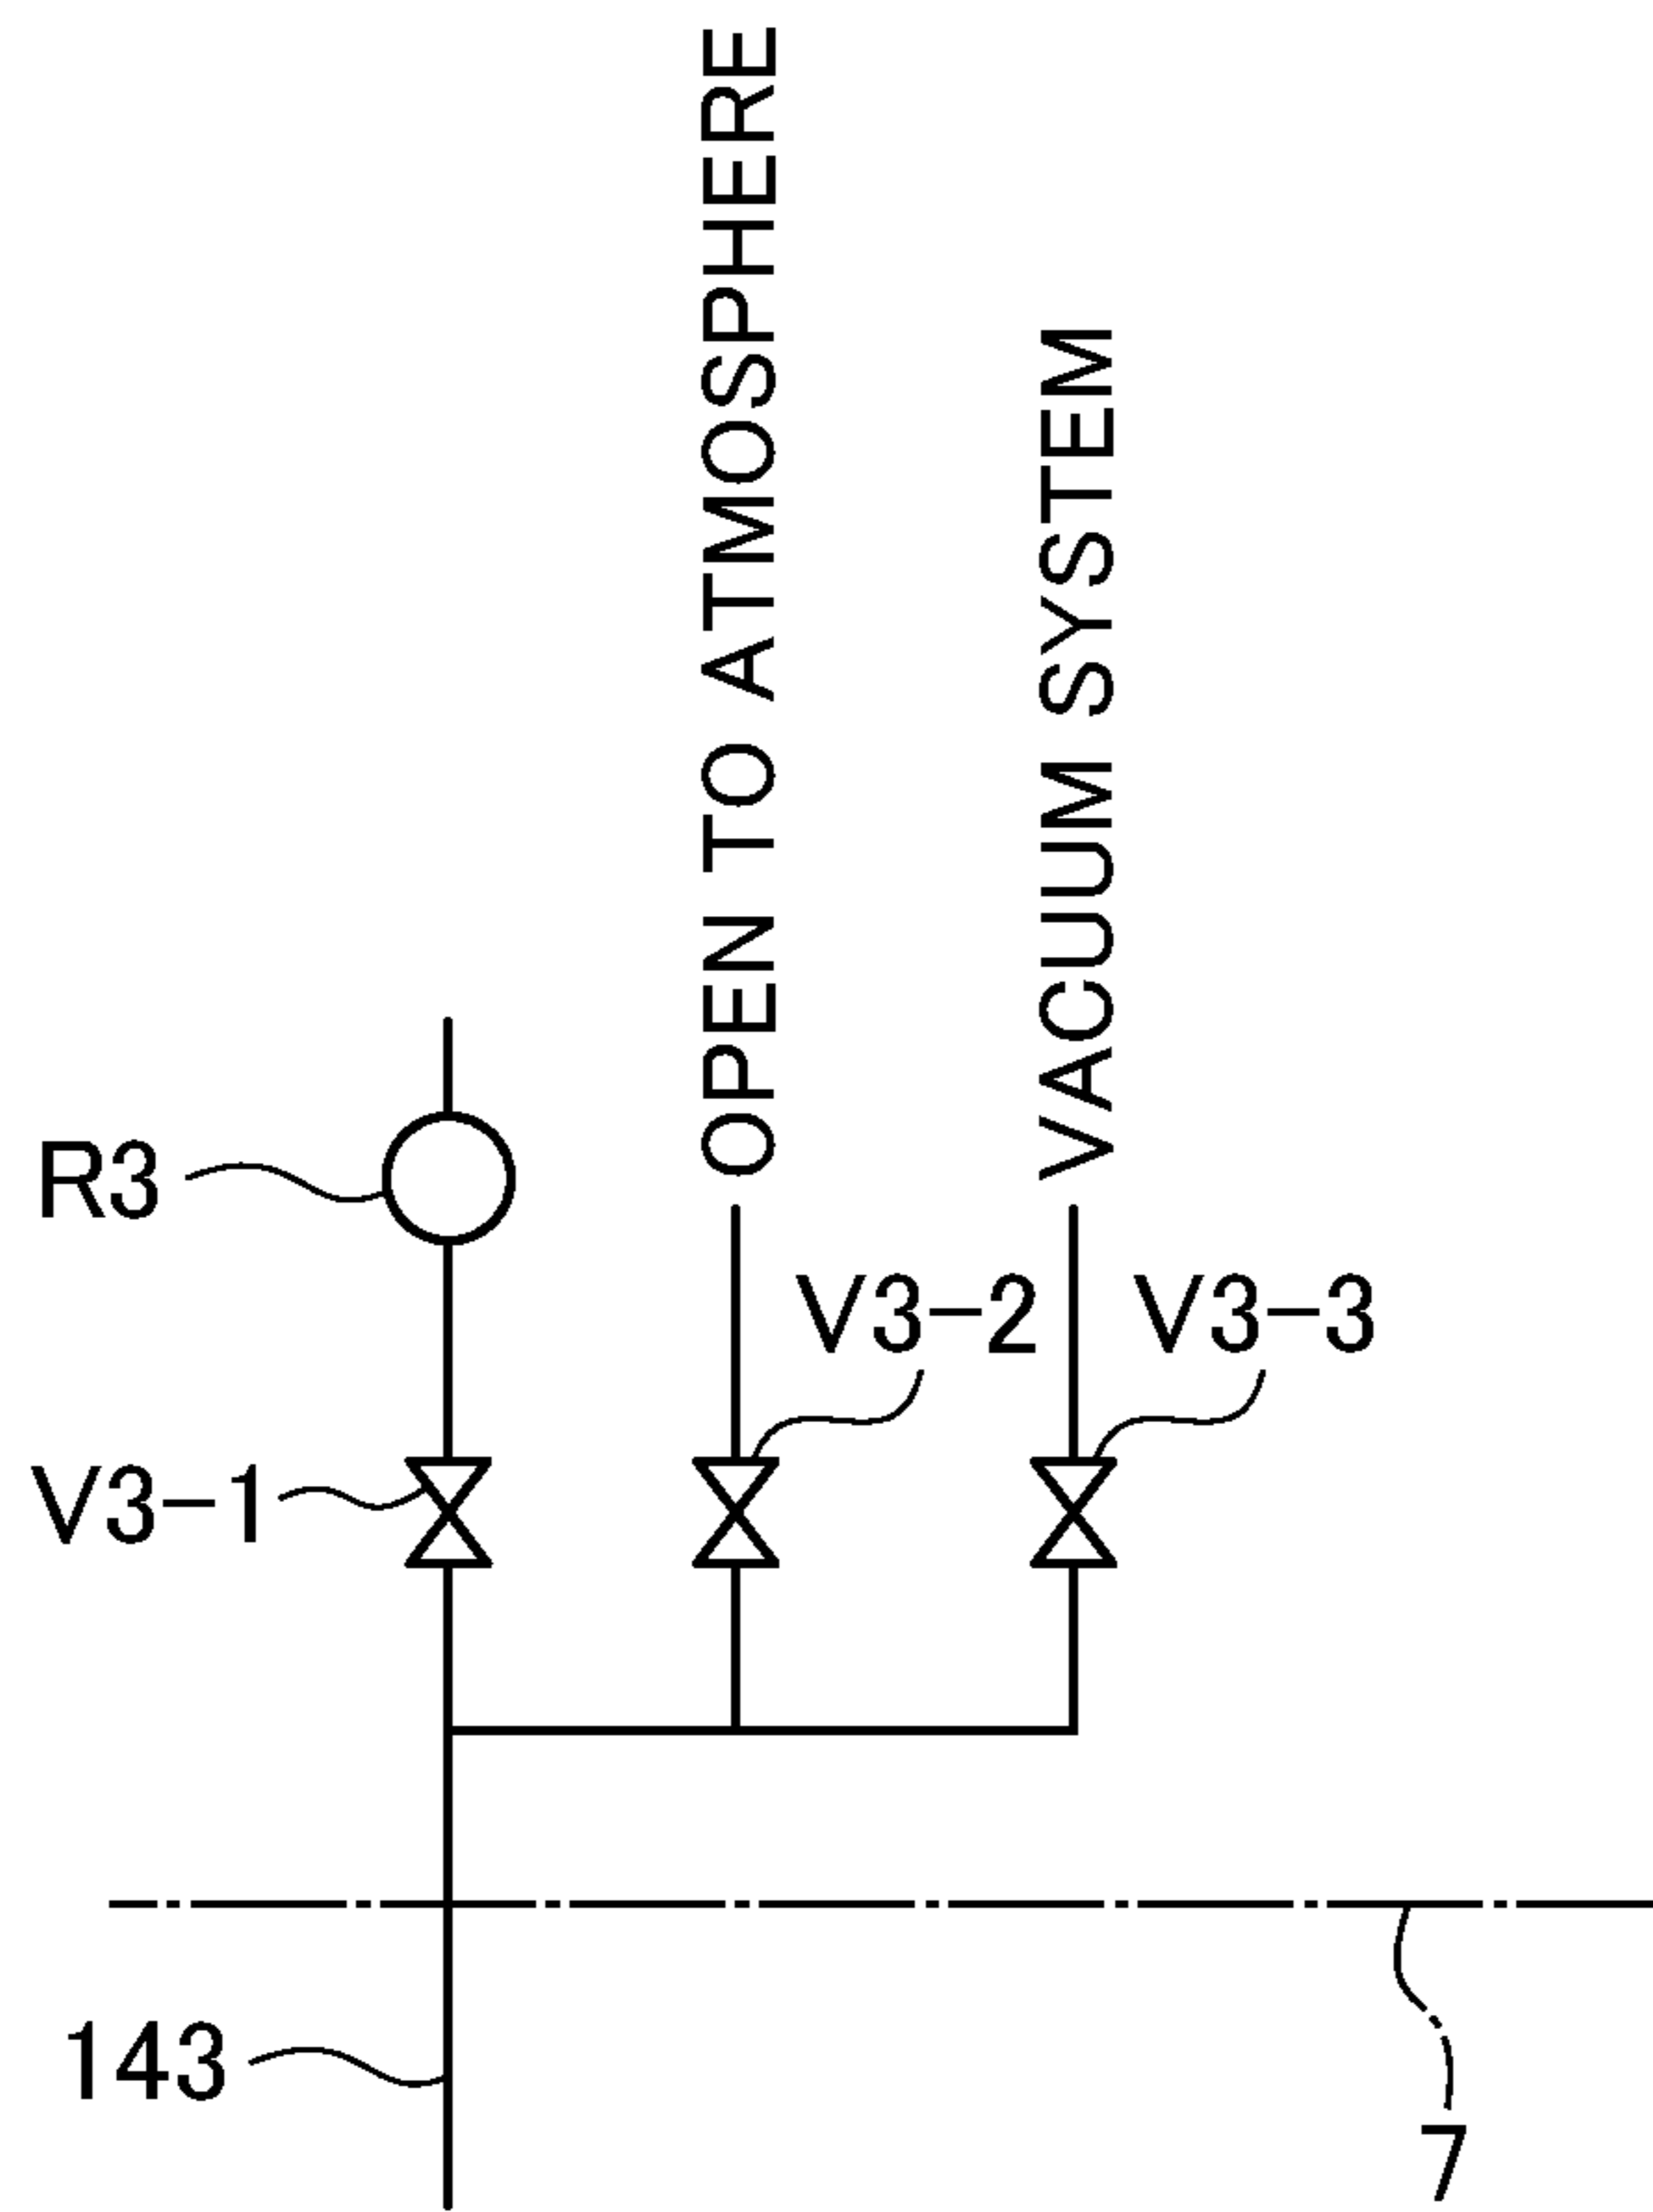 OPEN TO ATMOSPHERE
VACUUM SYSTEM
R3
V3-2
V3-3
V3-1
143
7